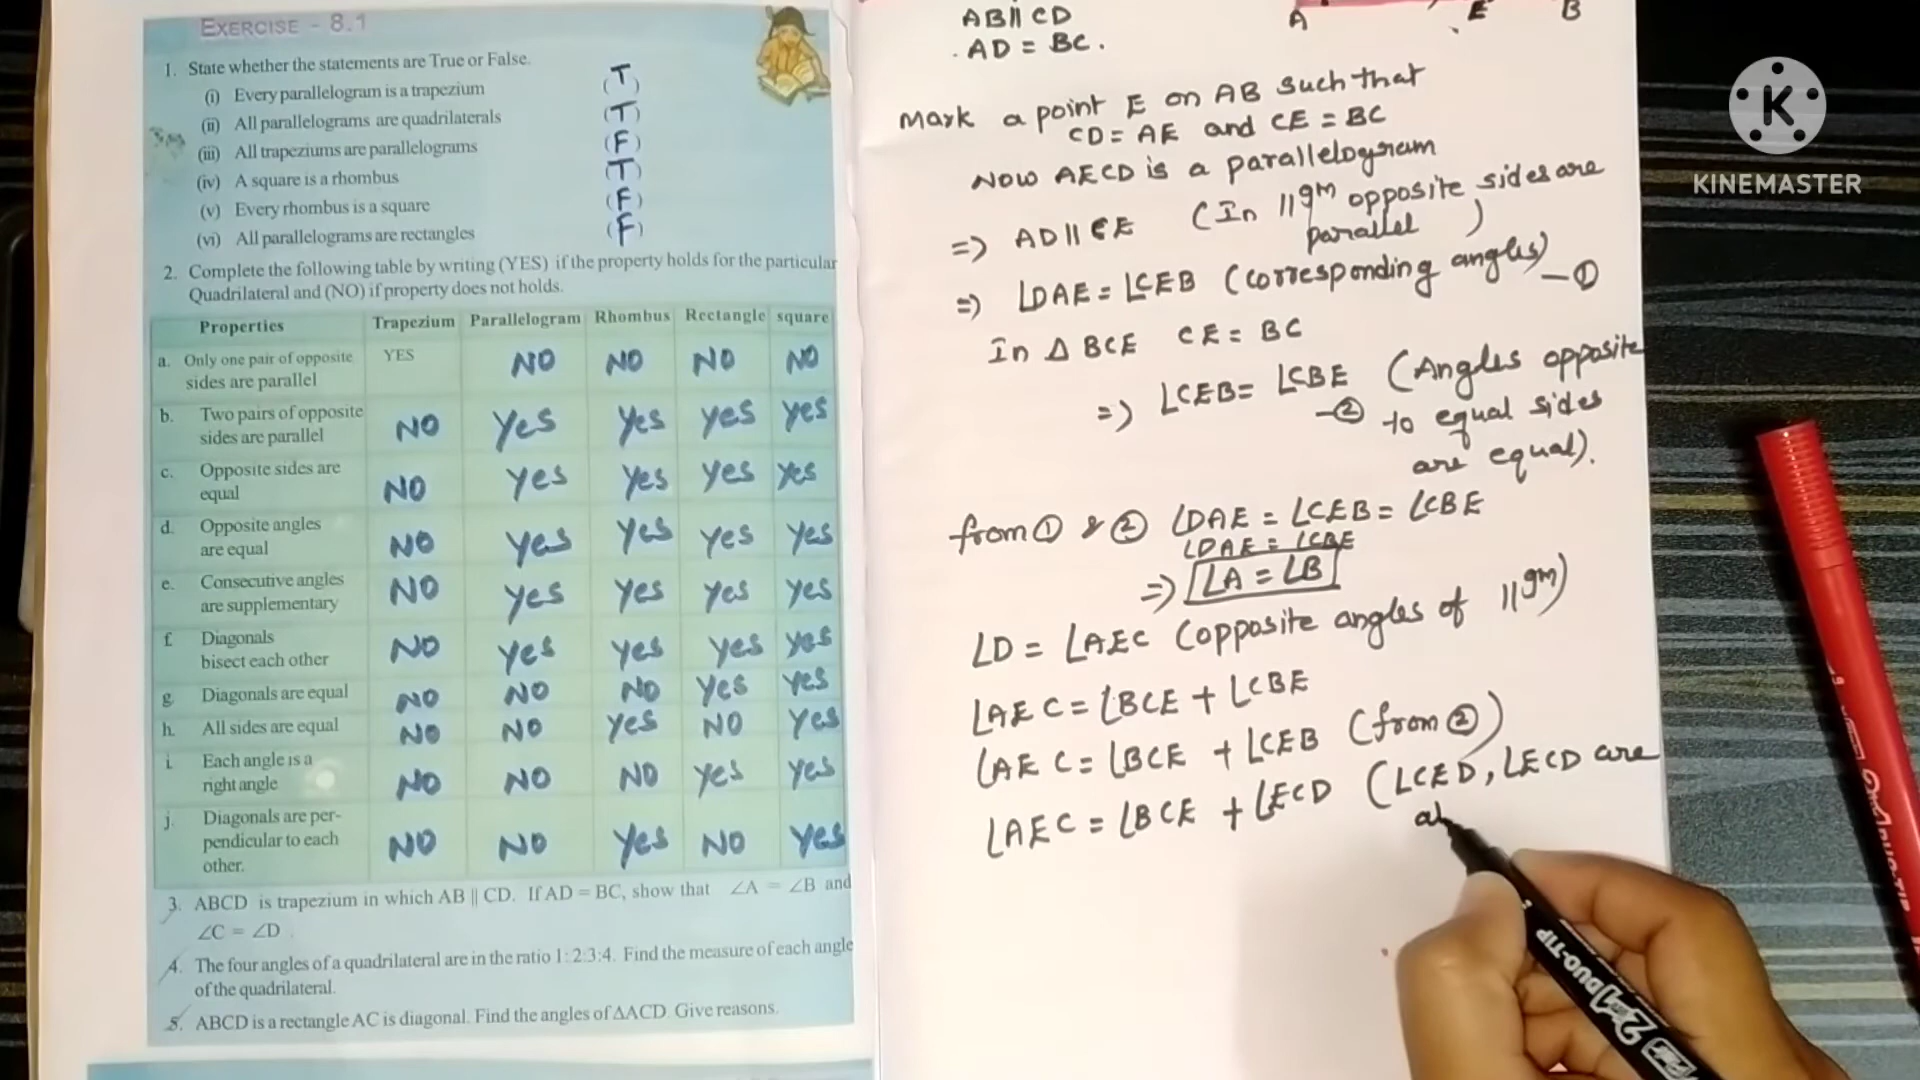 EXERCISE - 8.1
1. State whether the statements are True or False.
(i) Every parallelogram is a trapezium (T)
(ii) All parallelograms are quadrilaterals (T)
(iii) All trapeziums are parallelograms (F)
(iv) A square is a rhombus (T)
(v) Every rhombus is a square (F)
(vi) All parallelograms are rectangles (F)
2. Complete the following table by writing (YES) if the property holds for the particular
Quadrilateral and (NO) if property does not holds.
Properties Trapezium Parallelogram Rhombus Rectangle square
a. Only one pair of opposite YES NO NO NO NO
sides are parallel
b. Two pairs of opposite
sides are parallel NO Yes Yes Yes Yes
c. Opposite sides are
equal NO Yes Yes Yes Yes
d. Opposite angles
are equal NO Yes Yes Yes Yes
e. Consecutive angles
are supplementary NO Yes Yes Yes Yes
f. Diagonals
bisect each other NO Yes Yes Yes Yes
g. Diagonals are equal NO NO NO Yes Yes
h. All sides are equal NO NO Yes NO Yes
i. Each angle is a
right angle NO NO NO Yes Yes
j. Diagonals are per-
pendicular to each NO NO Yes NO Yes
other.
3. ABCD is trapezium in which AB || CD. If AD = BC, show that ∠A = ∠B and
∠C = ∠D
4. The four angles of a quadrilateral are in the ratio 1: 2:3:4. Find the measure of each angle
of the quadrilateral.
5. ABCD is a rectangle AC is diagonal. Find the angles of ΔACD. Give reasons.
A E B
AB || CD
AD = BC.
Mark a point E on AB such that
CD = AE and CE = BC
Now AECD is a parallelogram
=> AD || CE (In ||gm opposite sides are
parallel)
=> ∠DAE = ∠CEB (corresponding angles) —①
In Δ BCE CE = BC
=> ∠CEB = ∠CBE (Angles opposite
—② to equal sides
are equal).
from ① & ② ∠DAE = ∠CEB = ∠CBE
∠DAE = ∠CBE
=> ∠A = ∠B
∠D = ∠AEC (opposite angles of ||gm)
∠AEC = ∠BCE + ∠CBE
∠AEC = ∠BCE + ∠CEB (from ②)
∠AEC = ∠BCE + ∠ECD (∠CED, ∠ECD are
al
KINEMASTER